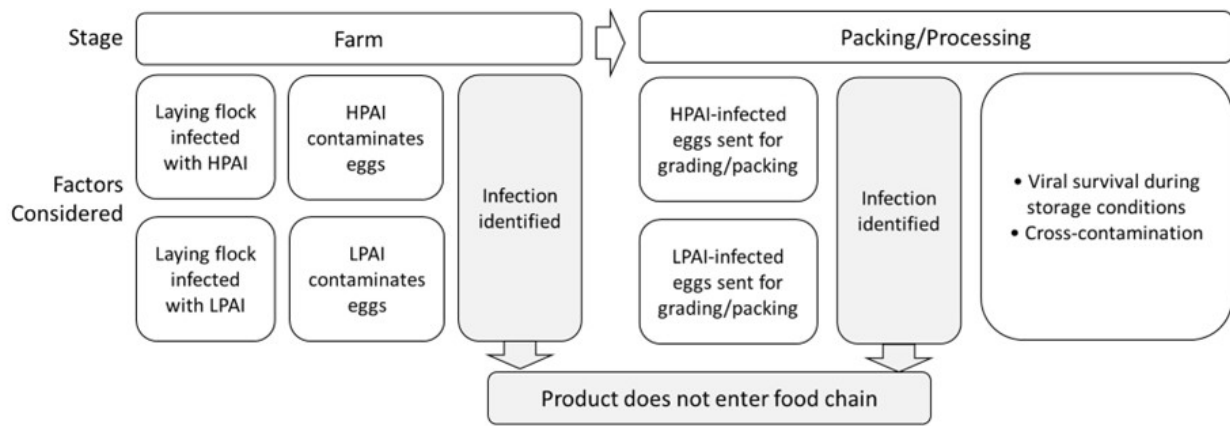 Stage
Farm
Packing/Processing
Factors
Considered
Laying flock
infected
with HPAI
HPAI
contaminates
eggs
Laying flock
infected
with LPAI
LPAI
contaminates
eggs
Infection
identified
HPAI-infected
eggs sent for
grading/packing
LPAI-infected
eggs sent for
grading/packing
Infection
identified
• Viral survival during
storage conditions
• Cross-contamination
Product does not enter food chain